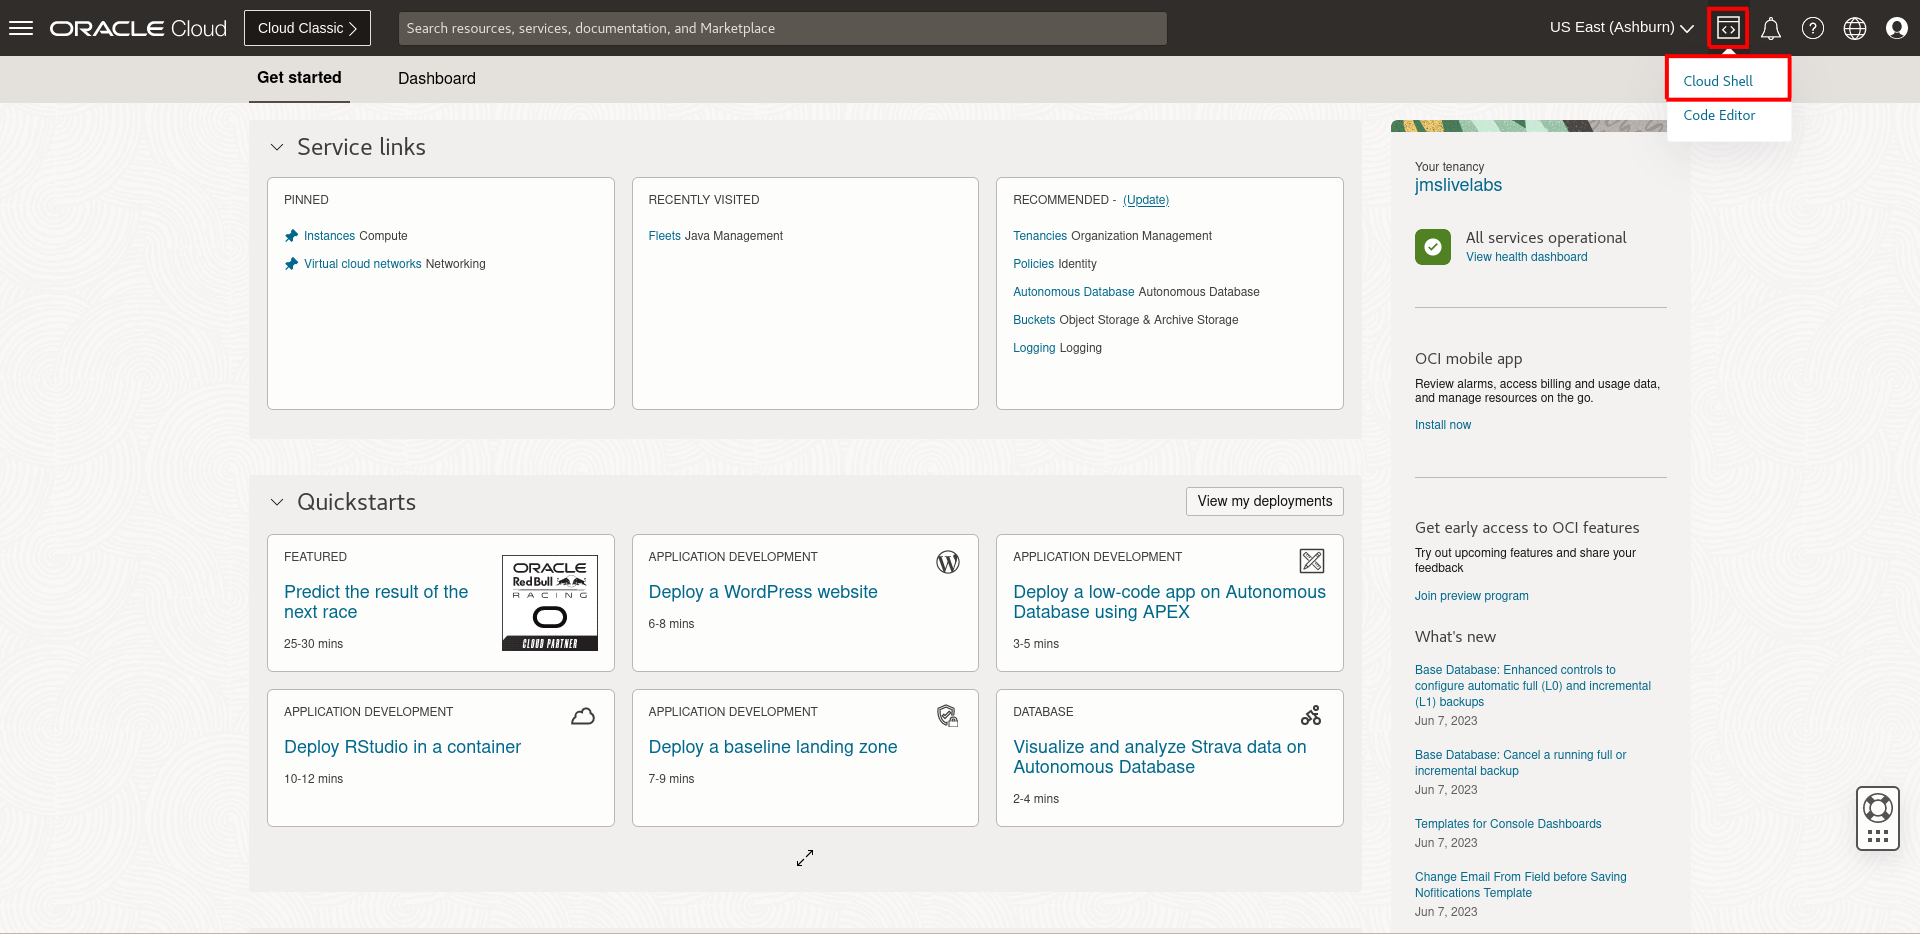 ORACLE Cloud
Cloud Classic
Search resources, services, documentation, and Marketplace
US East (Ashburn)
Cloud Shell
Code Editor
Get started
Dashboard
Service links
PINNED
Instances Compute
Virtual cloud networks Networking
RECENTLY VISITED
Fleets Java Management
RECOMMENDED - (Update)
Tenancies Organization Management
Policies Identity
Autonomous Database Autonomous Database
Buckets Object Storage & Archive Storage
Logging Logging
Quickstarts
View my deployments
FEATURED
Predict the result of the
next race
25-30 mins
ORACLE
Red Bull
RACING
CLOUD PARTNER
APPLICATION DEVELOPMENT
Deploy a WordPress website
6-8 mins
APPLICATION DEVELOPMENT
Deploy a low-code app on Autonomous
Database using APEX
3-5 mins
APPLICATION DEVELOPMENT
Deploy RStudio in a container
10-12 mins
APPLICATION DEVELOPMENT
Deploy a baseline landing zone
7-9 mins
DATABASE
Visualize and analyze Strava data on
Autonomous Database
2-4 mins
Your tenancy
jmslivelabs
All services operational
View health dashboard
OCI mobile app
Review alarms, access billing and usage data,
and manage resources on the go.
Install now
Get early access to OCI features
Try out upcoming features and share your
feedback
Join preview program
What's new
Base Database: Enhanced controls to
configure automatic full (L0) and incremental
(L1) backups
Jun 7, 2023
Base Database: Cancel a running full or
incremental backup
Jun 7, 2023
Templates for Console Dashboards
Jun 7, 2023
Change Email From Field before Saving
Nofitications Template
Jun 7, 2023